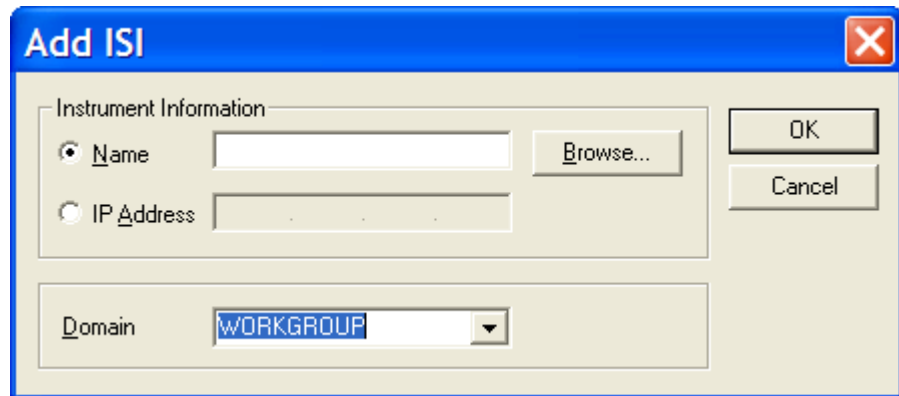 Add ISI
Instrument Information
Name
Browse...
IP Address
. . .
OK
Cancel
Domain
WORKGROUP